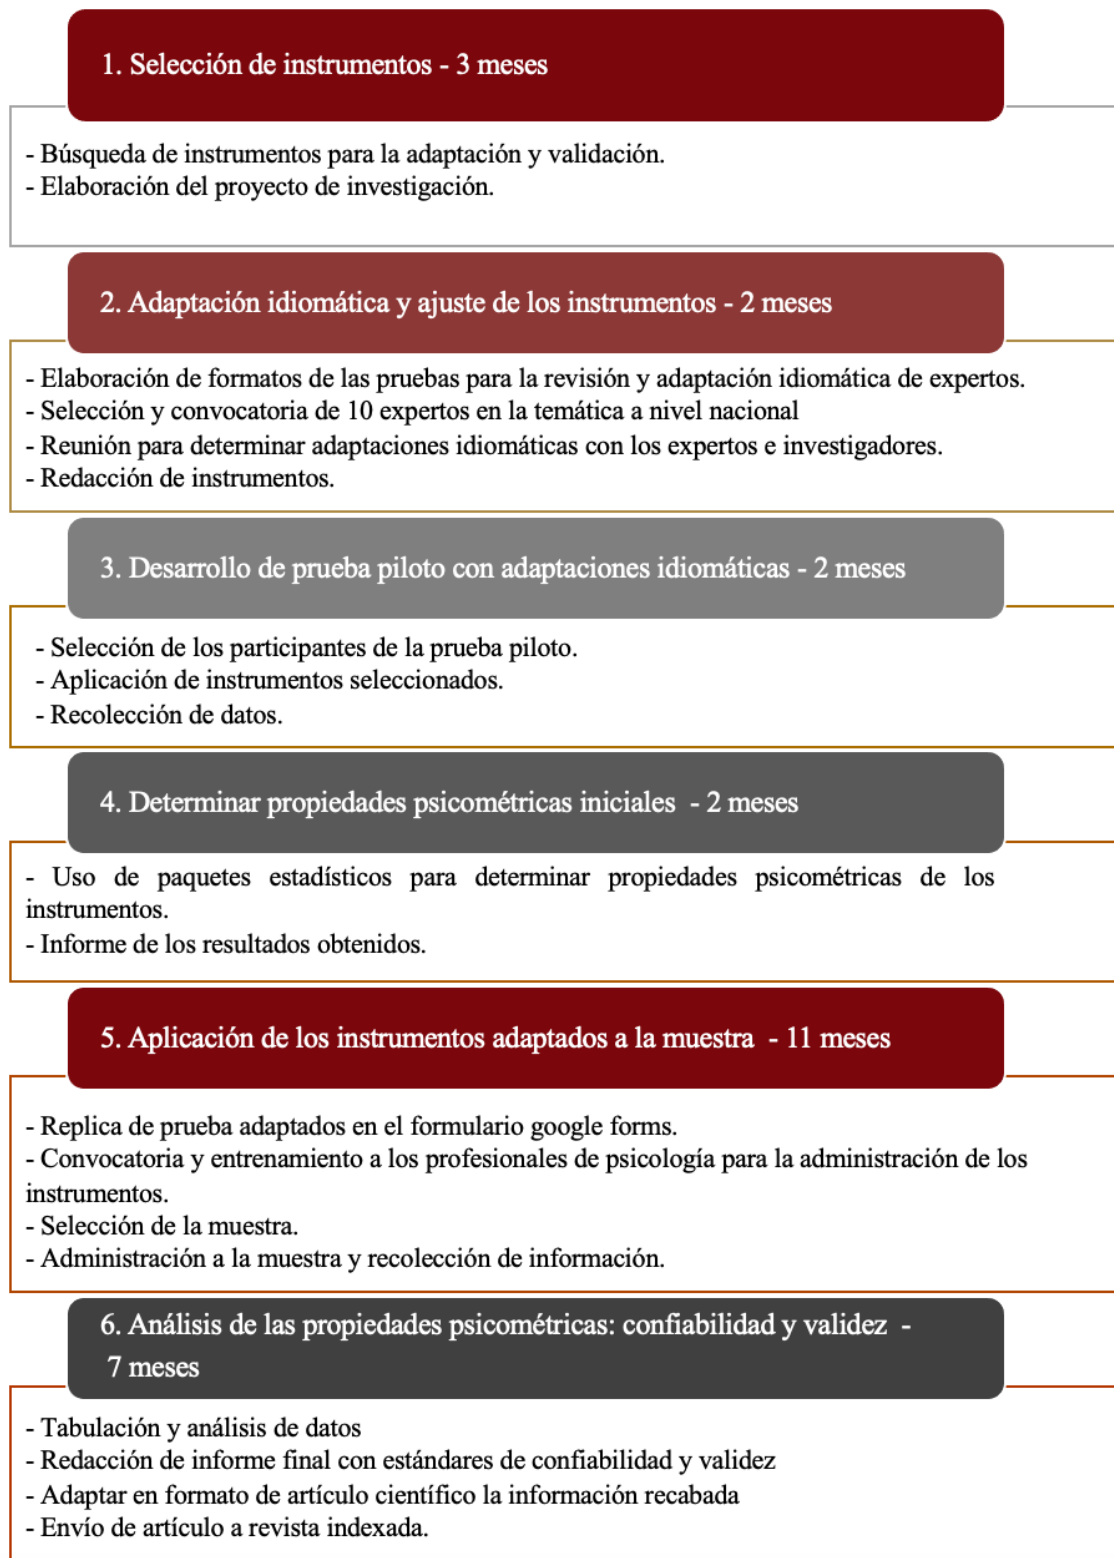 1. Selección de instrumentos - 3 meses
- Búsqueda de instrumentos para la adaptación y validación.
- Elaboración del proyecto de investigación.
2. Adaptación idiomática y ajuste de los instrumentos - 2 meses
- Elaboración de formatos de las pruebas para la revisión y adaptación idiomática de expertos.
- Selección y convocatoria de 10 expertos en la temática a nivel nacional
- Reunión para determinar adaptaciones idiomáticas con los expertos e investigadores.
- Redacción de instrumentos.
3. Desarrollo de prueba piloto con adaptaciones idiomáticas - 2 meses
- Selección de los participantes de la prueba piloto.
- Aplicación de instrumentos seleccionados.
- Recolección de datos.
4. Determinar propiedades psicométricas iniciales - 2 meses
- Uso de paquetes estadísticos para determinar propiedades psicométricas de los
instrumentos.
- Informe de los resultados obtenidos.
5. Aplicación de los instrumentos adaptados a la muestra - 11 meses
- Replica de prueba adaptados en el formulario google forms.
- Convocatoria y entrenamiento a los profesionales de psicología para la administración de los
instrumentos.
- Selección de la muestra.
- Administración a la muestra y recolección de información.
6. Análisis de las propiedades psicométricas: confiabilidad y validez -
7 meses
- Tabulación y análisis de datos
- Redacción de informe final con estándares de confiabilidad y validez
- Adaptar en formato de artículo científico la información recabada
- Envío de artículo a revista indexada.